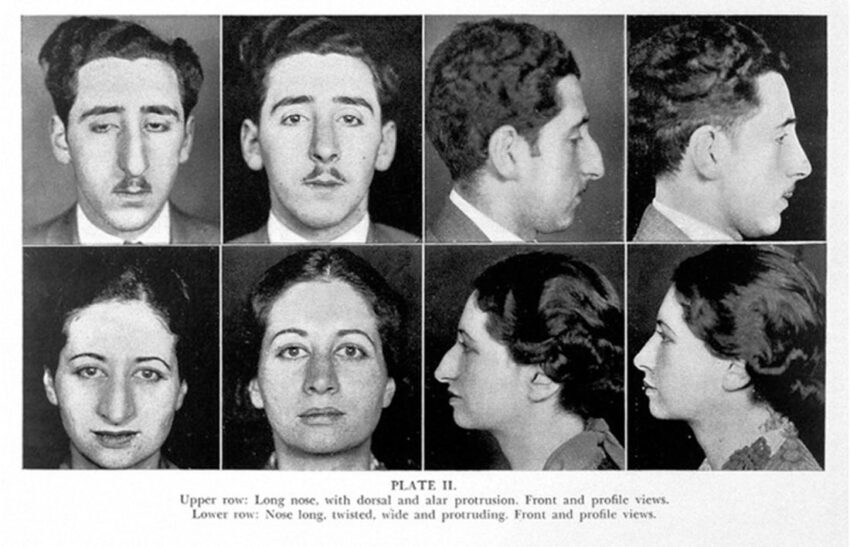 PLATE II.
Upper row: Long nose, with dorsal and alar protrusion. Front and profile views.
Lower row: Nose long, twisted, wide and protruding. Front and profile views.